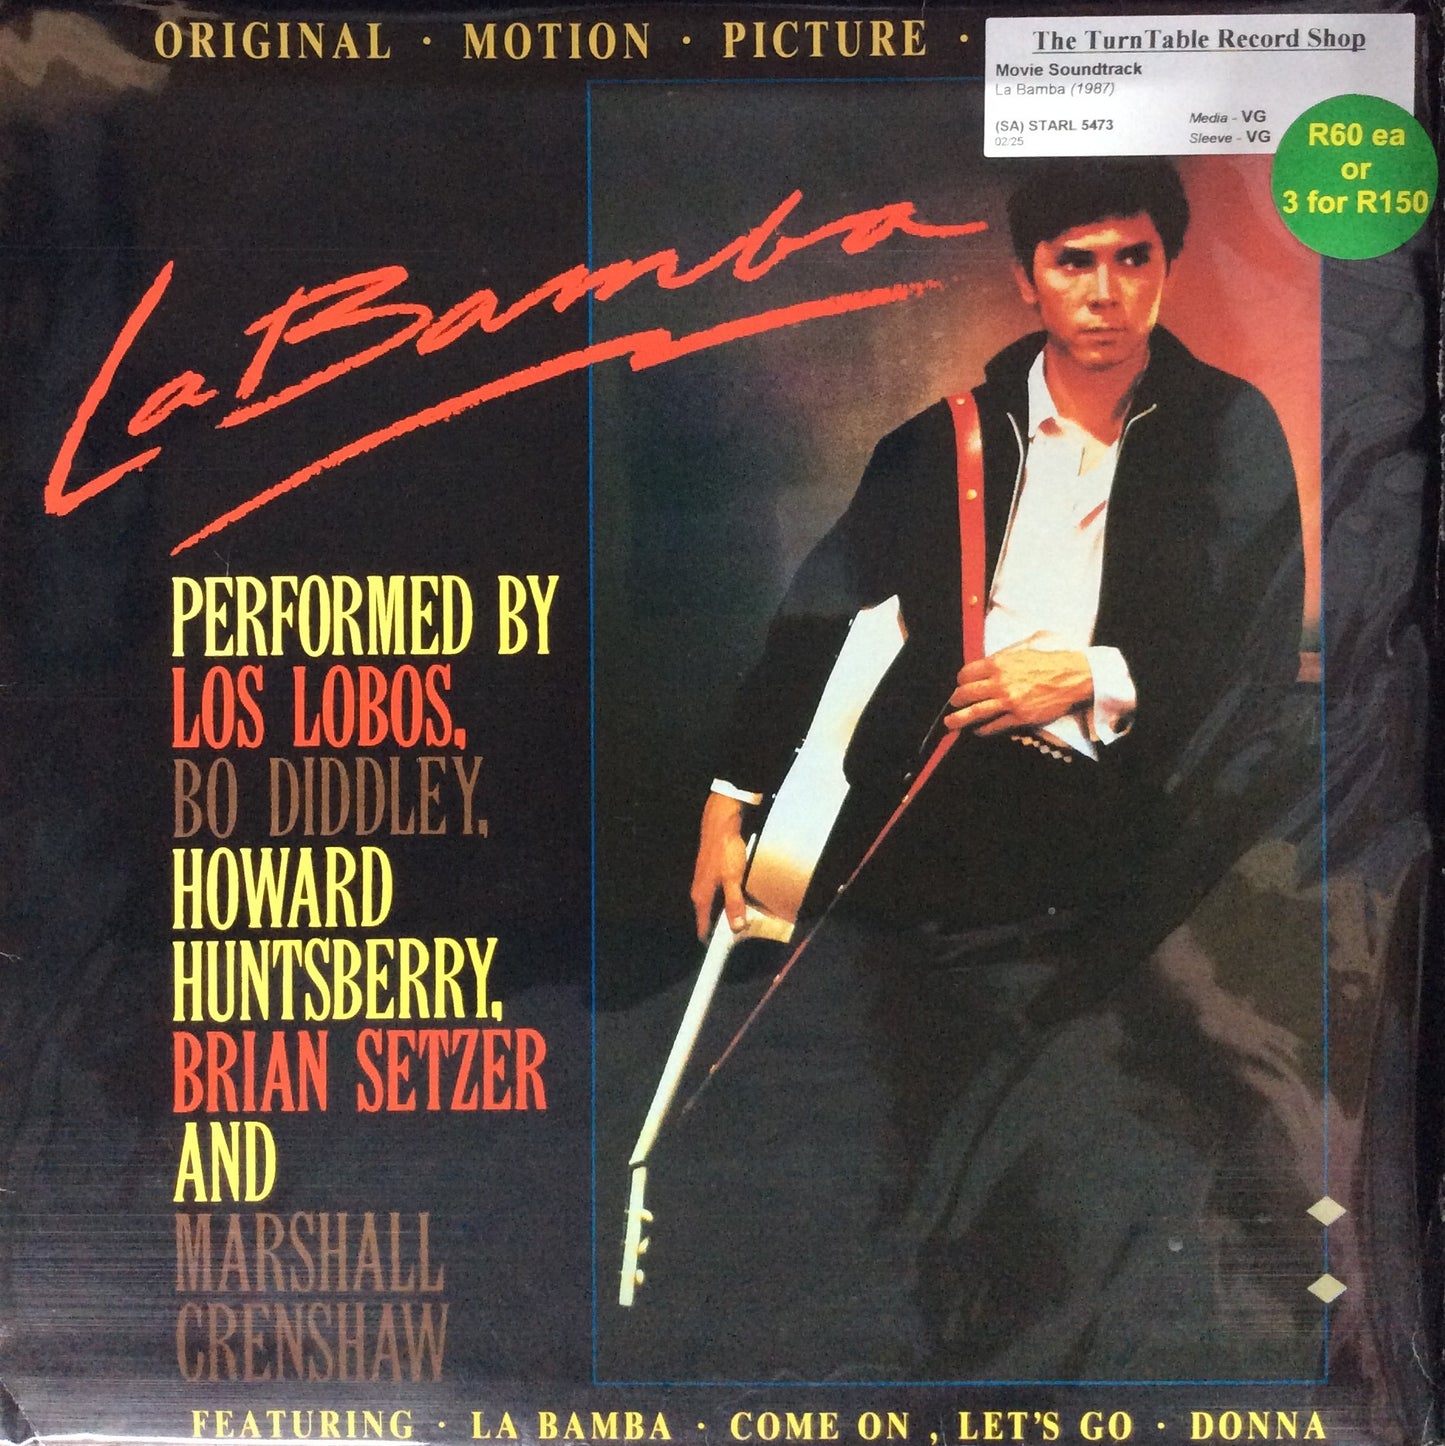 ORIGINAL · MOTION · PICTURE ·
The TurnTable Record Shop
Movie Soundtrack
La Bamba (1987)
(SA) STARL 5473
02/25
Media - VG
Sleeve - VG
R60 ea
or
3 for R150
La Bamba
PERFORMED BY
LOS LOBOS,
BO DIDDLEY,
HOWARD
HUNTSBERRY,
BRIAN SETZER
AND
MARSHALL
CRENSHAW
FEATURING · LA BAMBA · COME ON , LET'S GO · DONNA